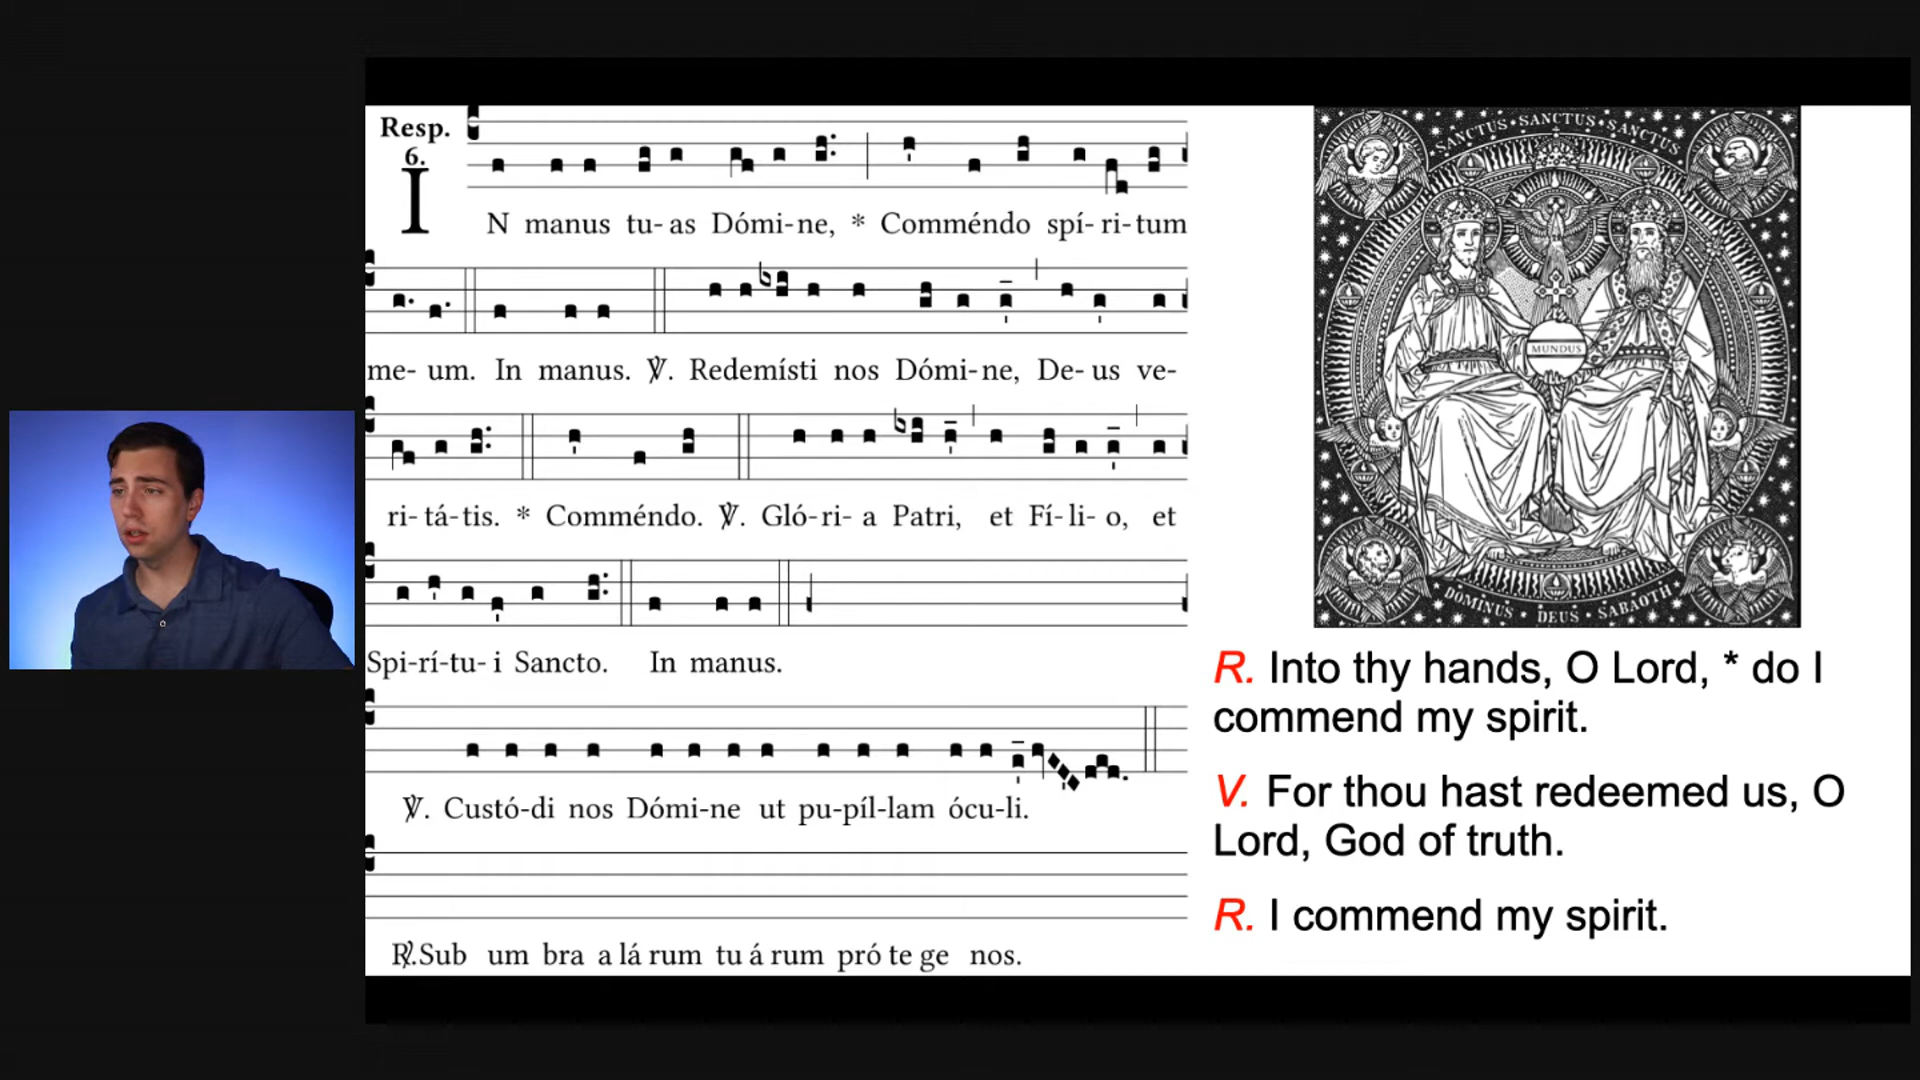 Resp.
6.
IN manus tu- as Dómi-ne, * Comméndo spí- ri-tum
me- um. In manus. ℣. Redemísti nos Dómi-ne, De- us ve-
ri-tá-tis. * Comméndo. ℣. Gló-ri- a Patri, et Fí-li- o, et
Spi-rí-tu- i Sancto. In manus.
℣. Custó-di nos Dómi-ne ut pu-píl-lam ócu-li.
℟.Sub um bra a lá rum tu á rum pró te ge nos.
SANCTUS · SANCTUS · SANCTUS
MUNDUS
DOMINUS · DEUS · SABAOTH
R. Into thy hands, O Lord, * do I
commend my spirit.
V. For thou hast redeemed us, O
Lord, God of truth.
R. I commend my spirit.